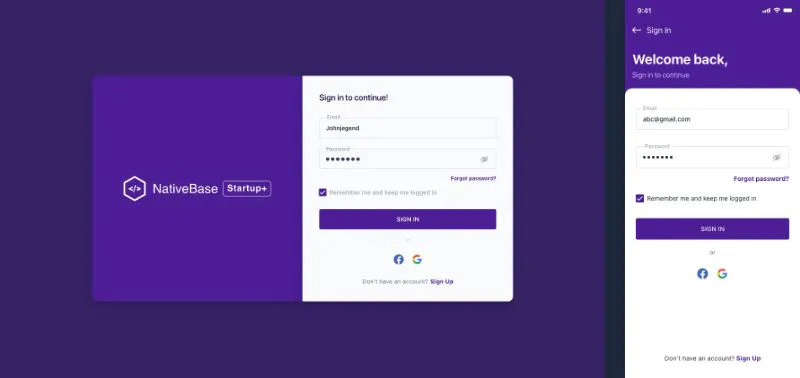 NativeBase Startup+
Sign in to continue!
Email
Johnjegend
Password
Forgot password?
Remember me and keep me logged in
SIGN IN
or
Don't have an account? Sign Up
9:41
Sign In
Welcome back,
Sign in to continue
Email
abc@gmail.com
Password
Forgot password?
Remember me and keep me logged in
SIGN IN
or
Don't have an account? Sign Up